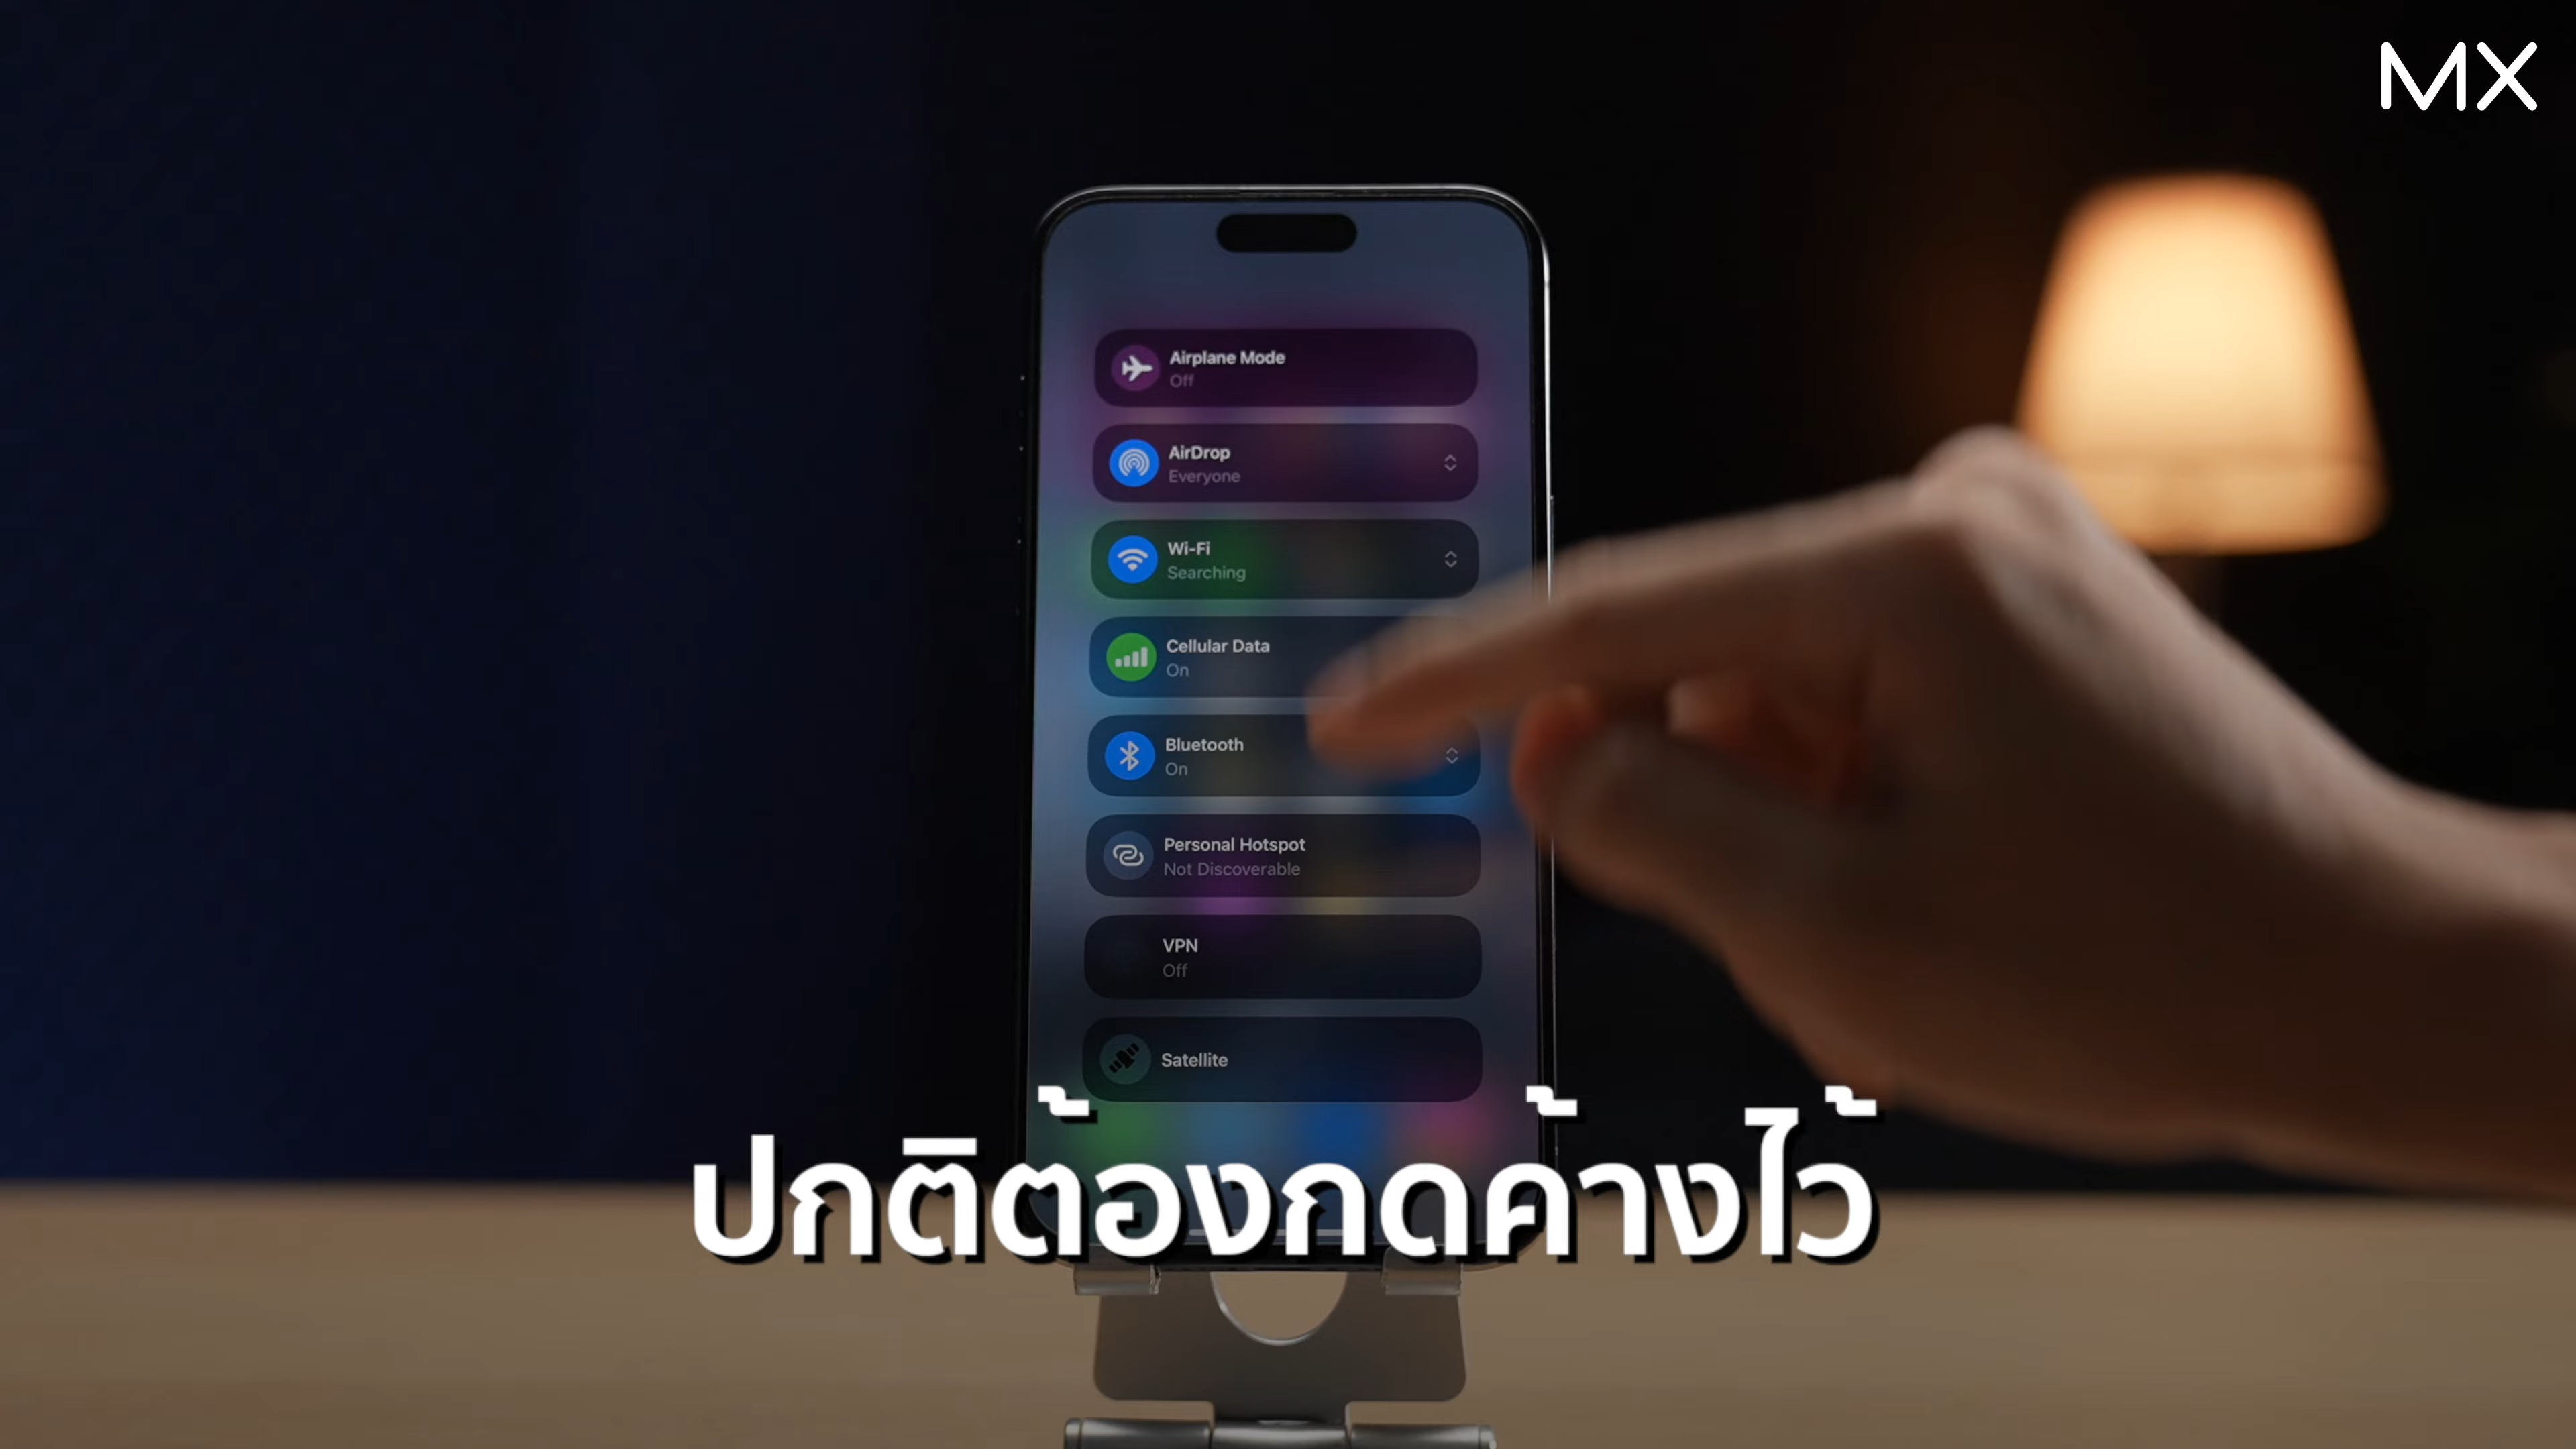 MX
Airplane Mode
Off
AirDrop
Everyone
Wi-Fi
Searching
Cellular Data
On
Bluetooth
On
Personal Hotspot
Not Discoverable
VPN
Off
Satellite
ปกติต้องกดค้างไว้